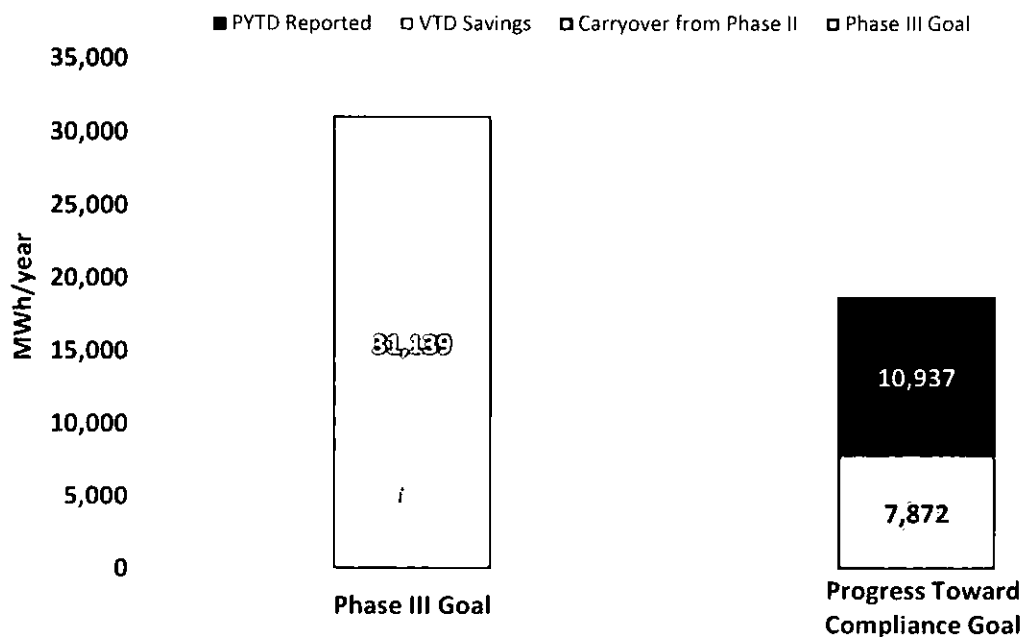 PYTD Reported VTD Savings Carryover from Phase II Phase III Goal
35,000
30,000
25,000
20,000
15,000
10,000
5,000
0
MWh/year
31,139
i
10,937
7,872
Phase III Goal
Progress Toward
Compliance Goal